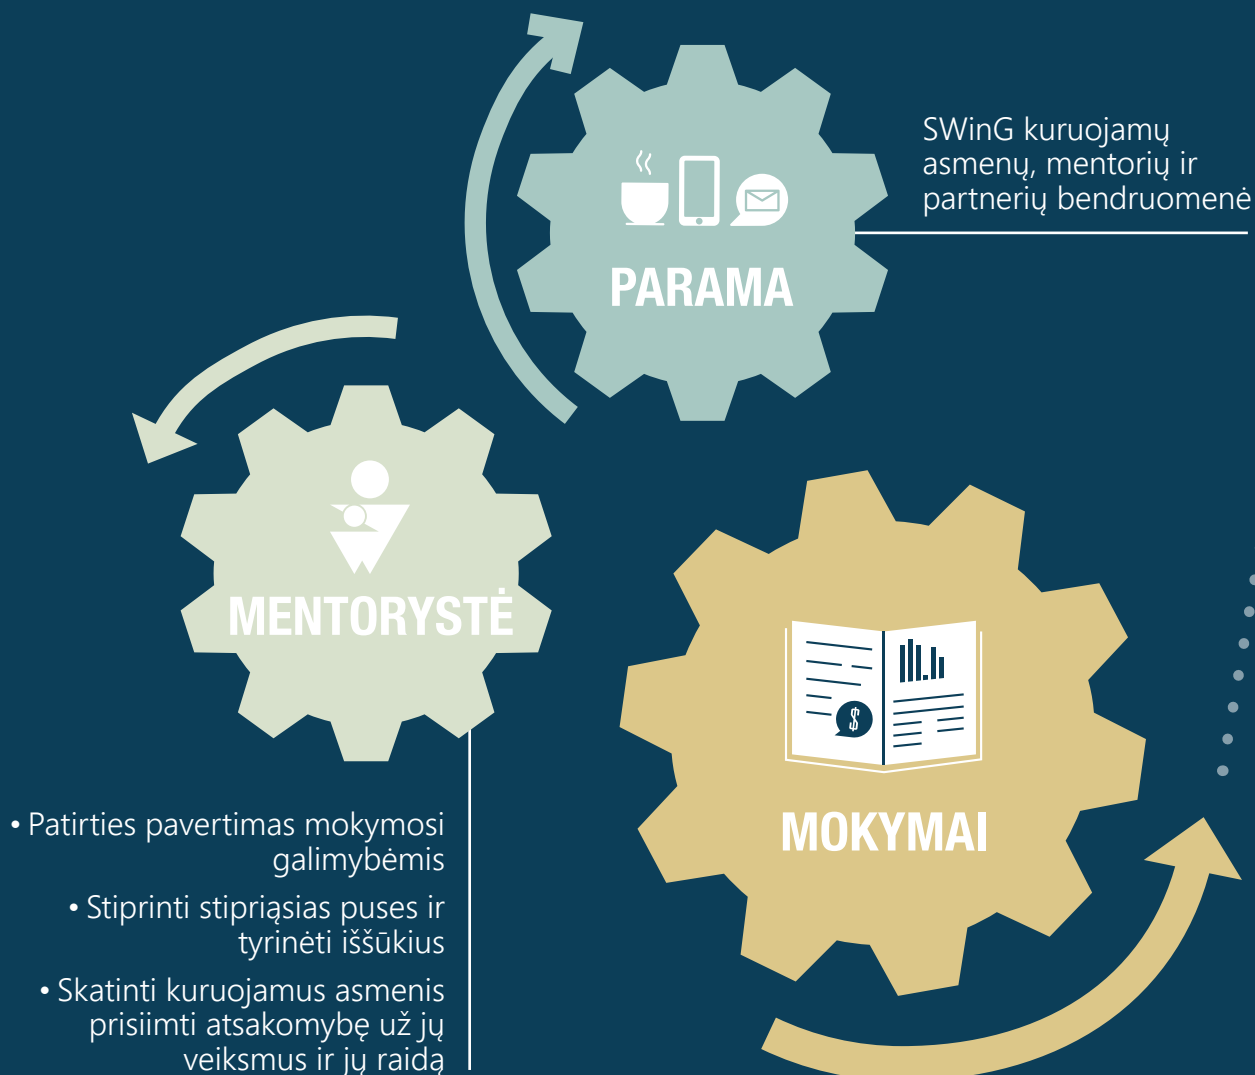 SWinG kuruojamų
asmenų, mentorių ir
partnerių bendruomenė
PARAMA
MENTORYSTĖ
$
MOKYMAI
• Patirties pavertimas mokymosi
galimybėmis
• Stiprinti stipriąsias puses ir
tyrinėti iššūkius
• Skatinti kuruojamus asmenis
prisiimti atsakomybę už jų
veiksmus ir jų raidą